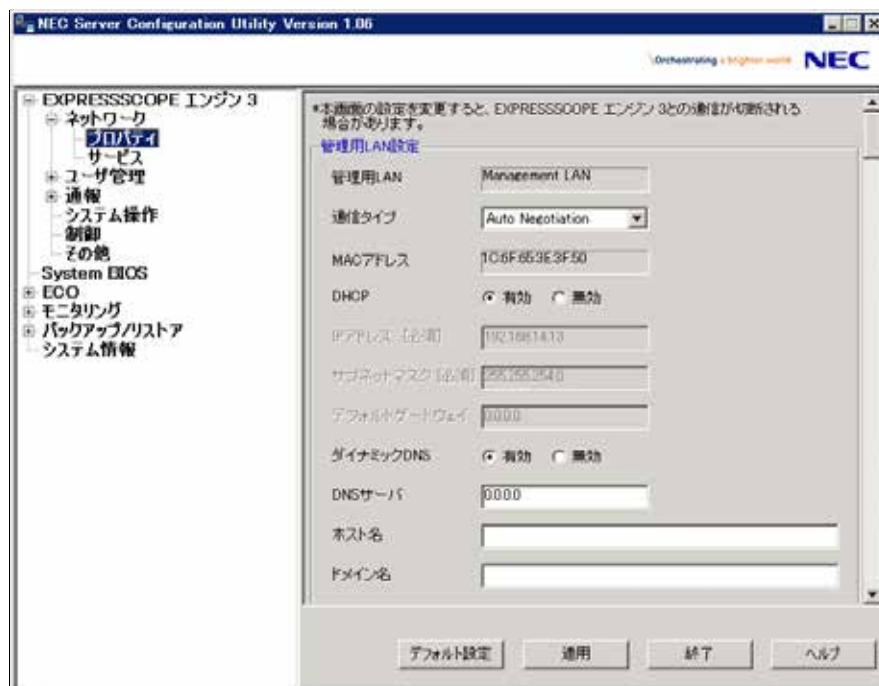 NEC Server Configuration Utility Version 1.06
Orchestrating a brighter world NEC
EXPRESSSCOPE エンジン 3
ネットワーク
プロパティ
サービス
ユーザ管理
通報
システム操作
制御
その他
System BIOS
ECO
モニタリング
バックアップ/リストア
システム情報
*本画面の設定を変更すると、EXPRESSSCOPE エンジン 3との通信が切断される
場合があります。
管理用LAN設定
管理用LAN Management LAN
通信タイプ Auto Negotiation
MACアドレス 1C6F653E3F50
DHCP 有効 無効
IPアドレス [必須]
サブネットマスク [必須] 255.255.254.0
デフォルトゲートウェイ 0.0.0.0
ダイナミックDNS 有効 無効
DNSサーバ 0.0.0.0
ホスト名
ドメイン名
デフォルト設定 適用 終了 ヘルプ